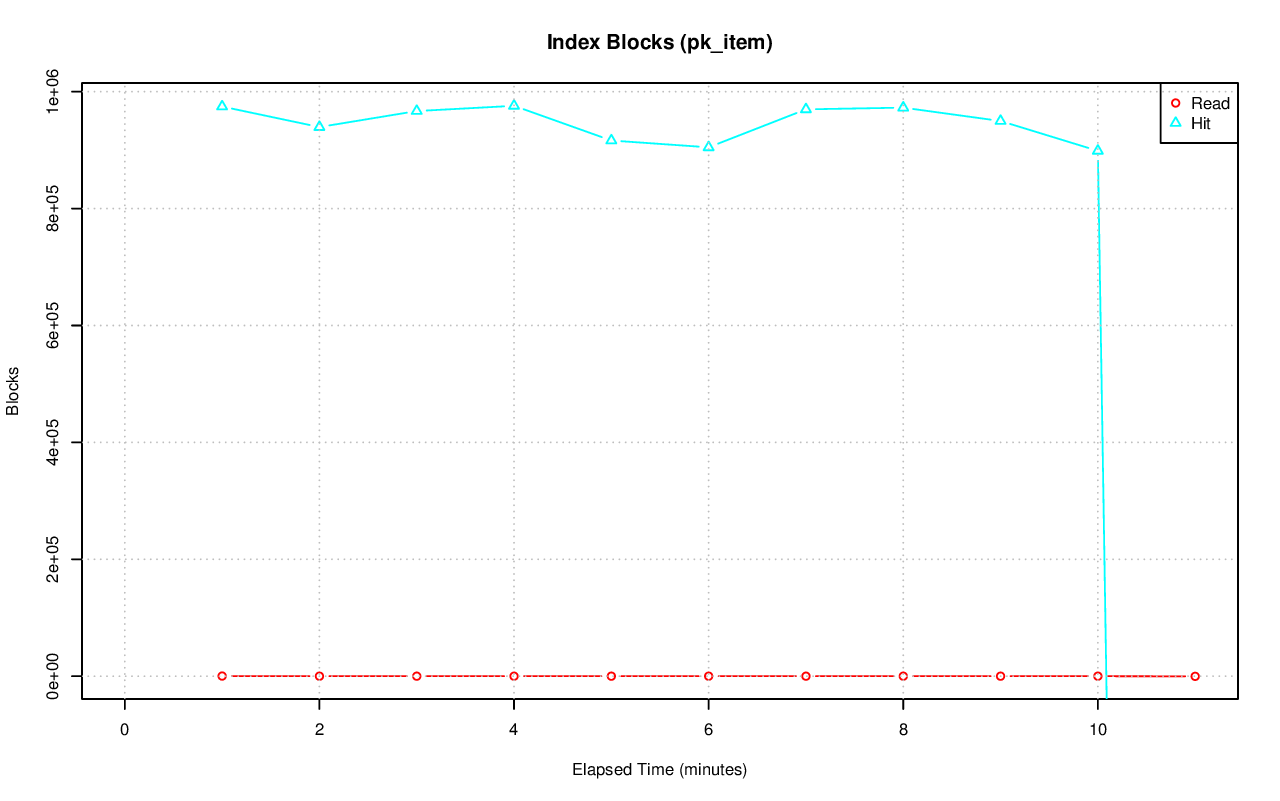 Index Blocks (pk_item)
Read
Hit
1e+06
8e+05
6e+05
4e+05
2e+05
0e+00
Blocks
0 2 4 6 8 10
Elapsed Time (minutes)